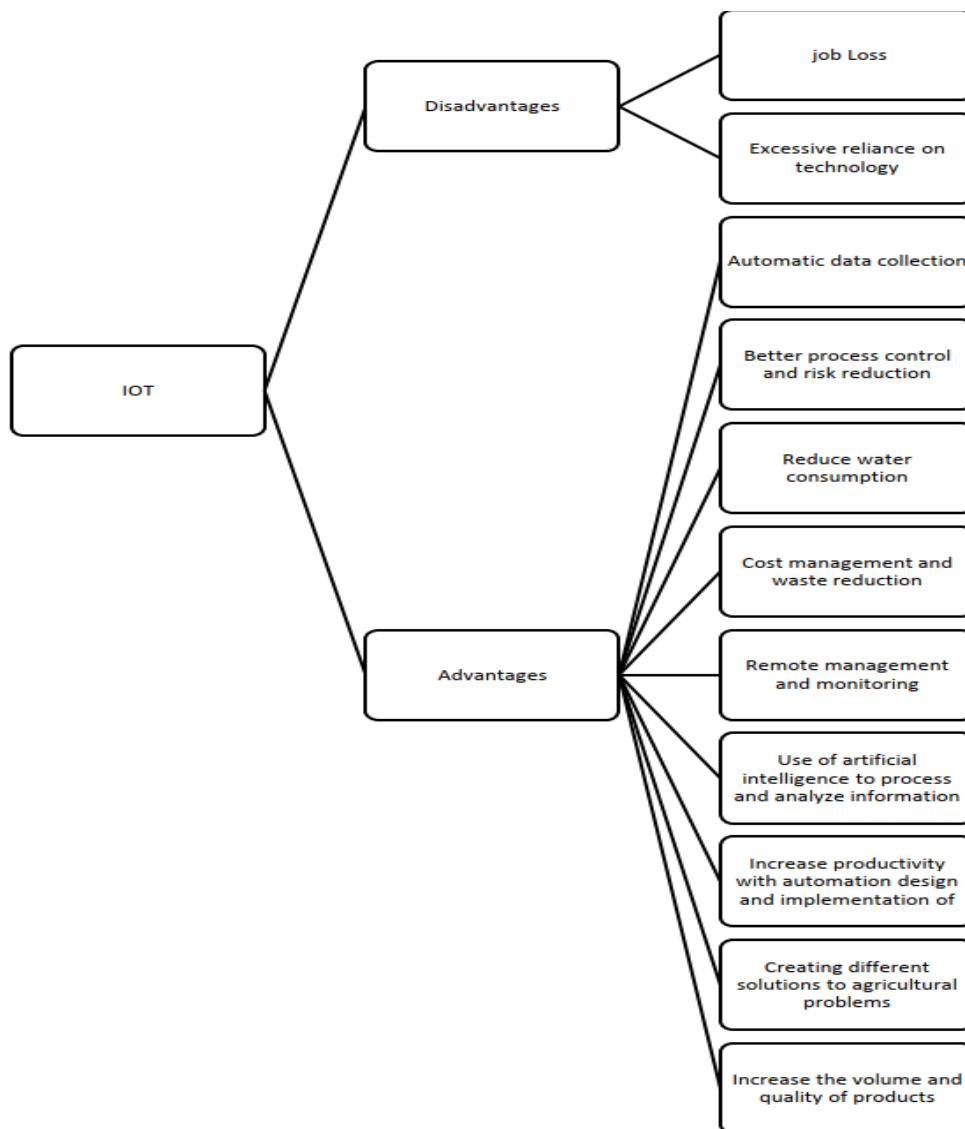 job Loss
Disadvantages
Excessive reliance on
technology
Automatic data collection
Better process control
and risk reduction
IOT
Reduce water
consumption
Cost management and
waste reduction
Advantages
Remote management
and monitoring
Use of artificial
intelligence to process
and analyze information
Increase productivity
with automation design
and implementation of
Creating different
solutions to agricultural
problems
Increase the volume and
quality of products